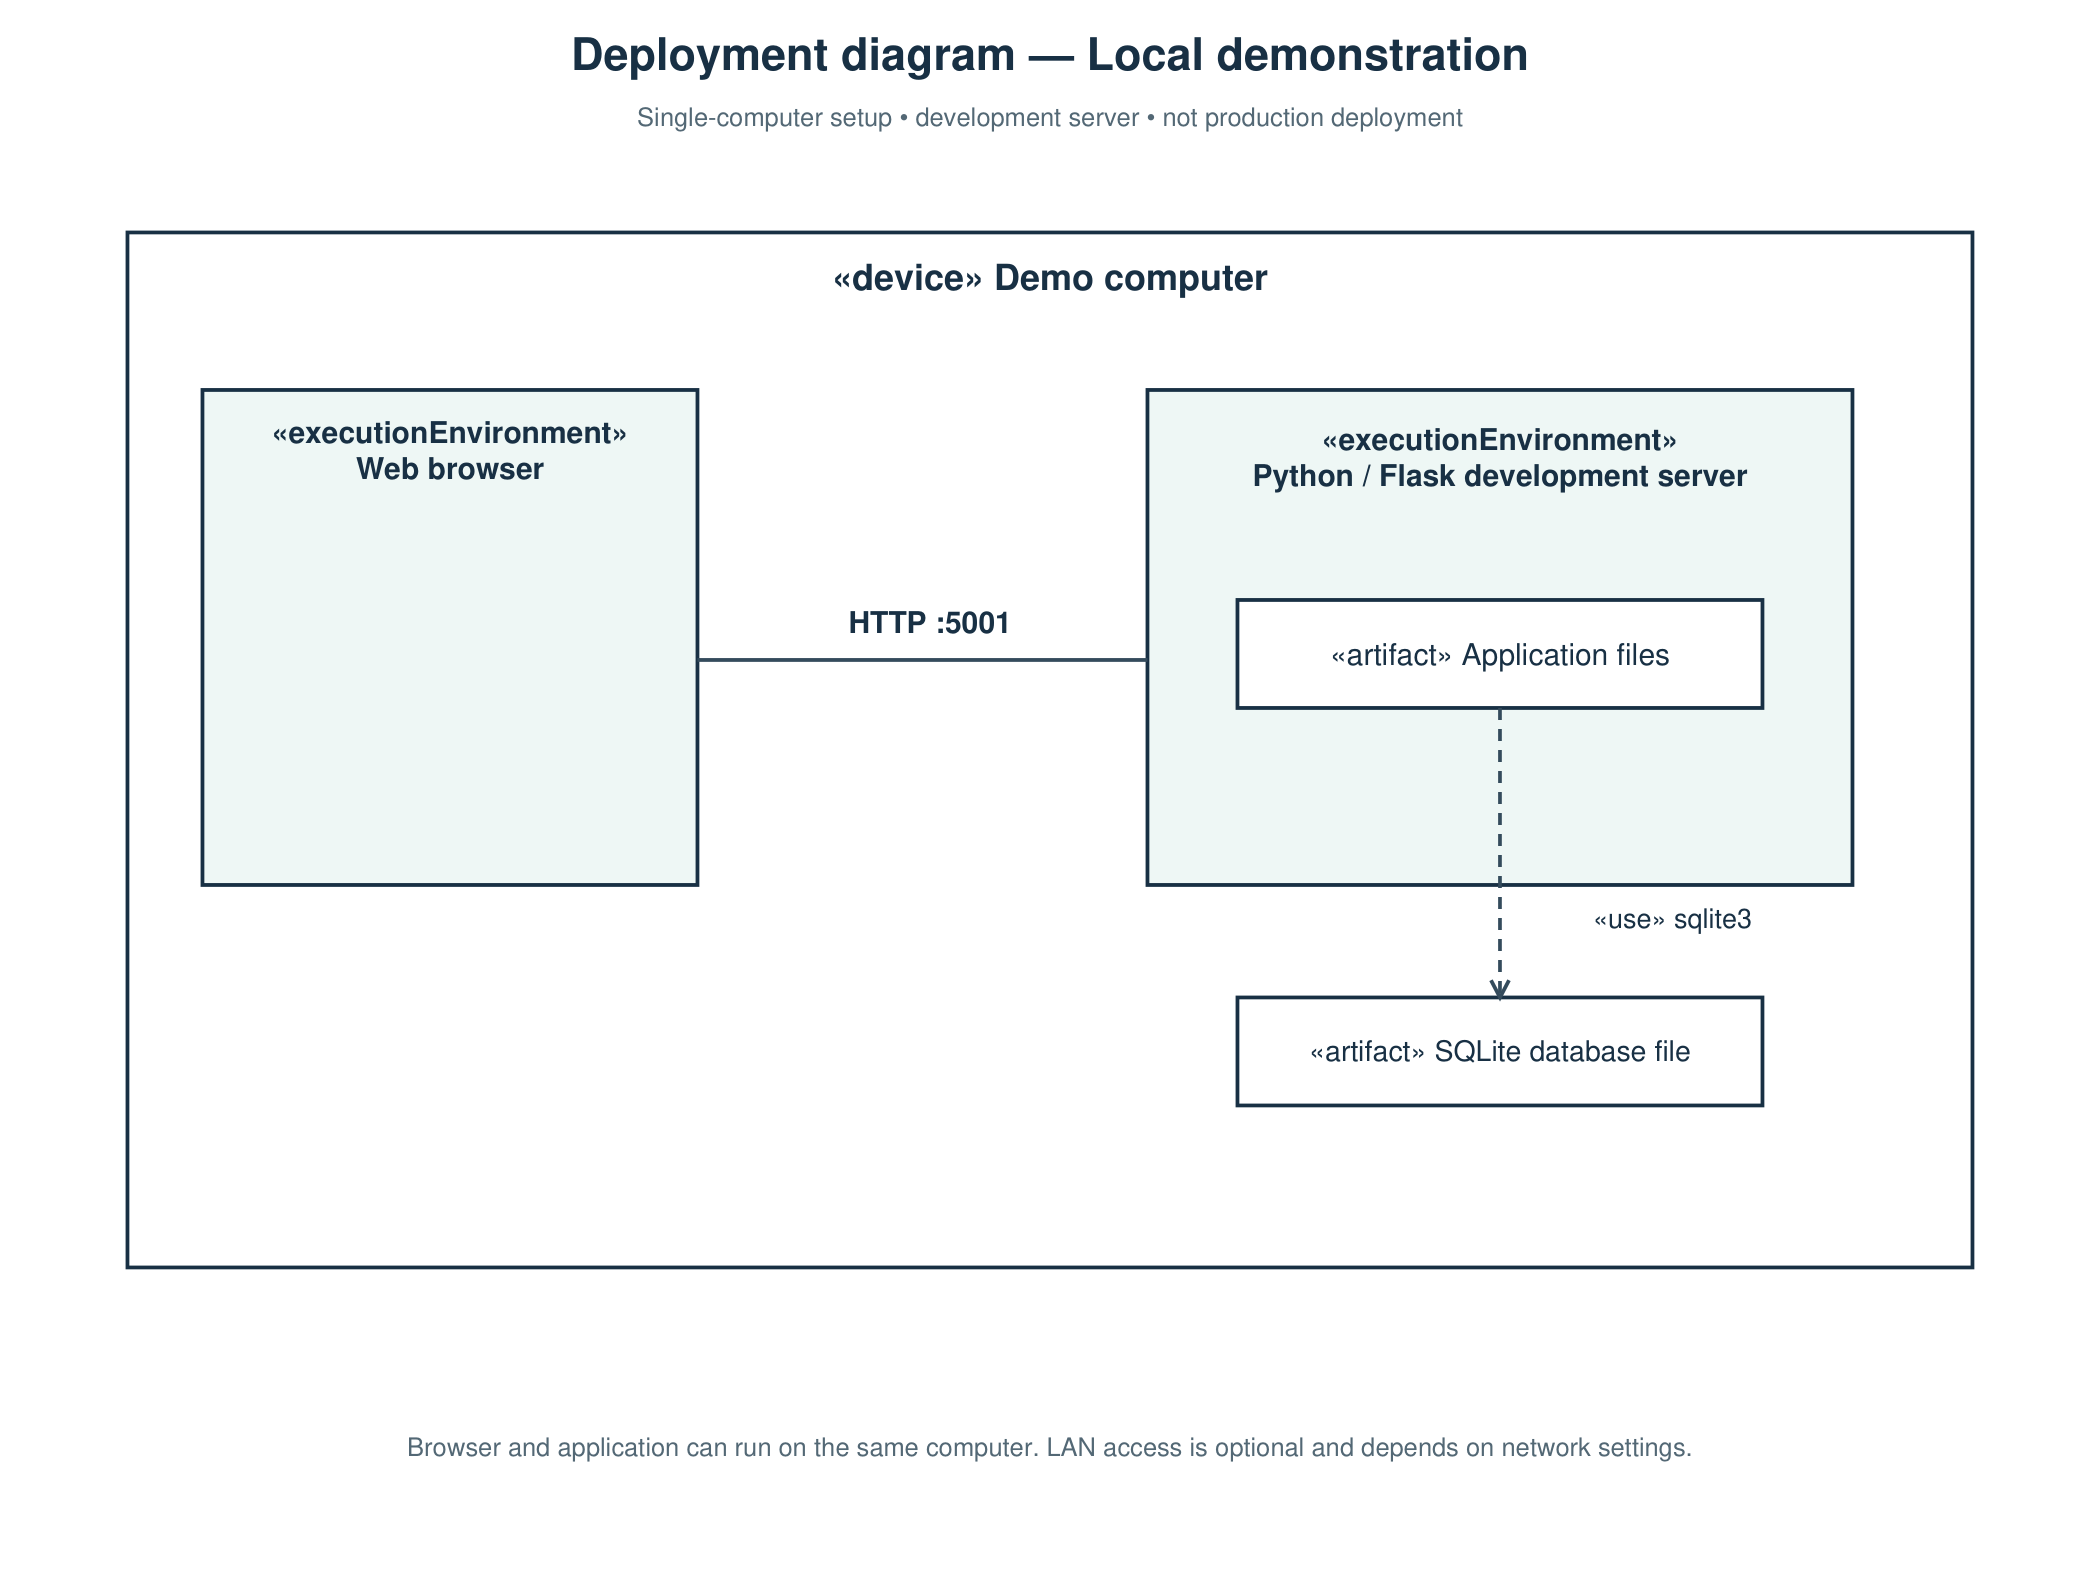 Deployment diagram — Local demonstration
Single-computer setup • development server • not production deployment
«device» Demo computer
«executionEnvironment»
Web browser
«executionEnvironment»
Python / Flask development server
HTTP :5001
«artifact» Application files
«use» sqlite3
«artifact» SQLite database file
Browser and application can run on the same computer. LAN access is optional and depends on network settings.